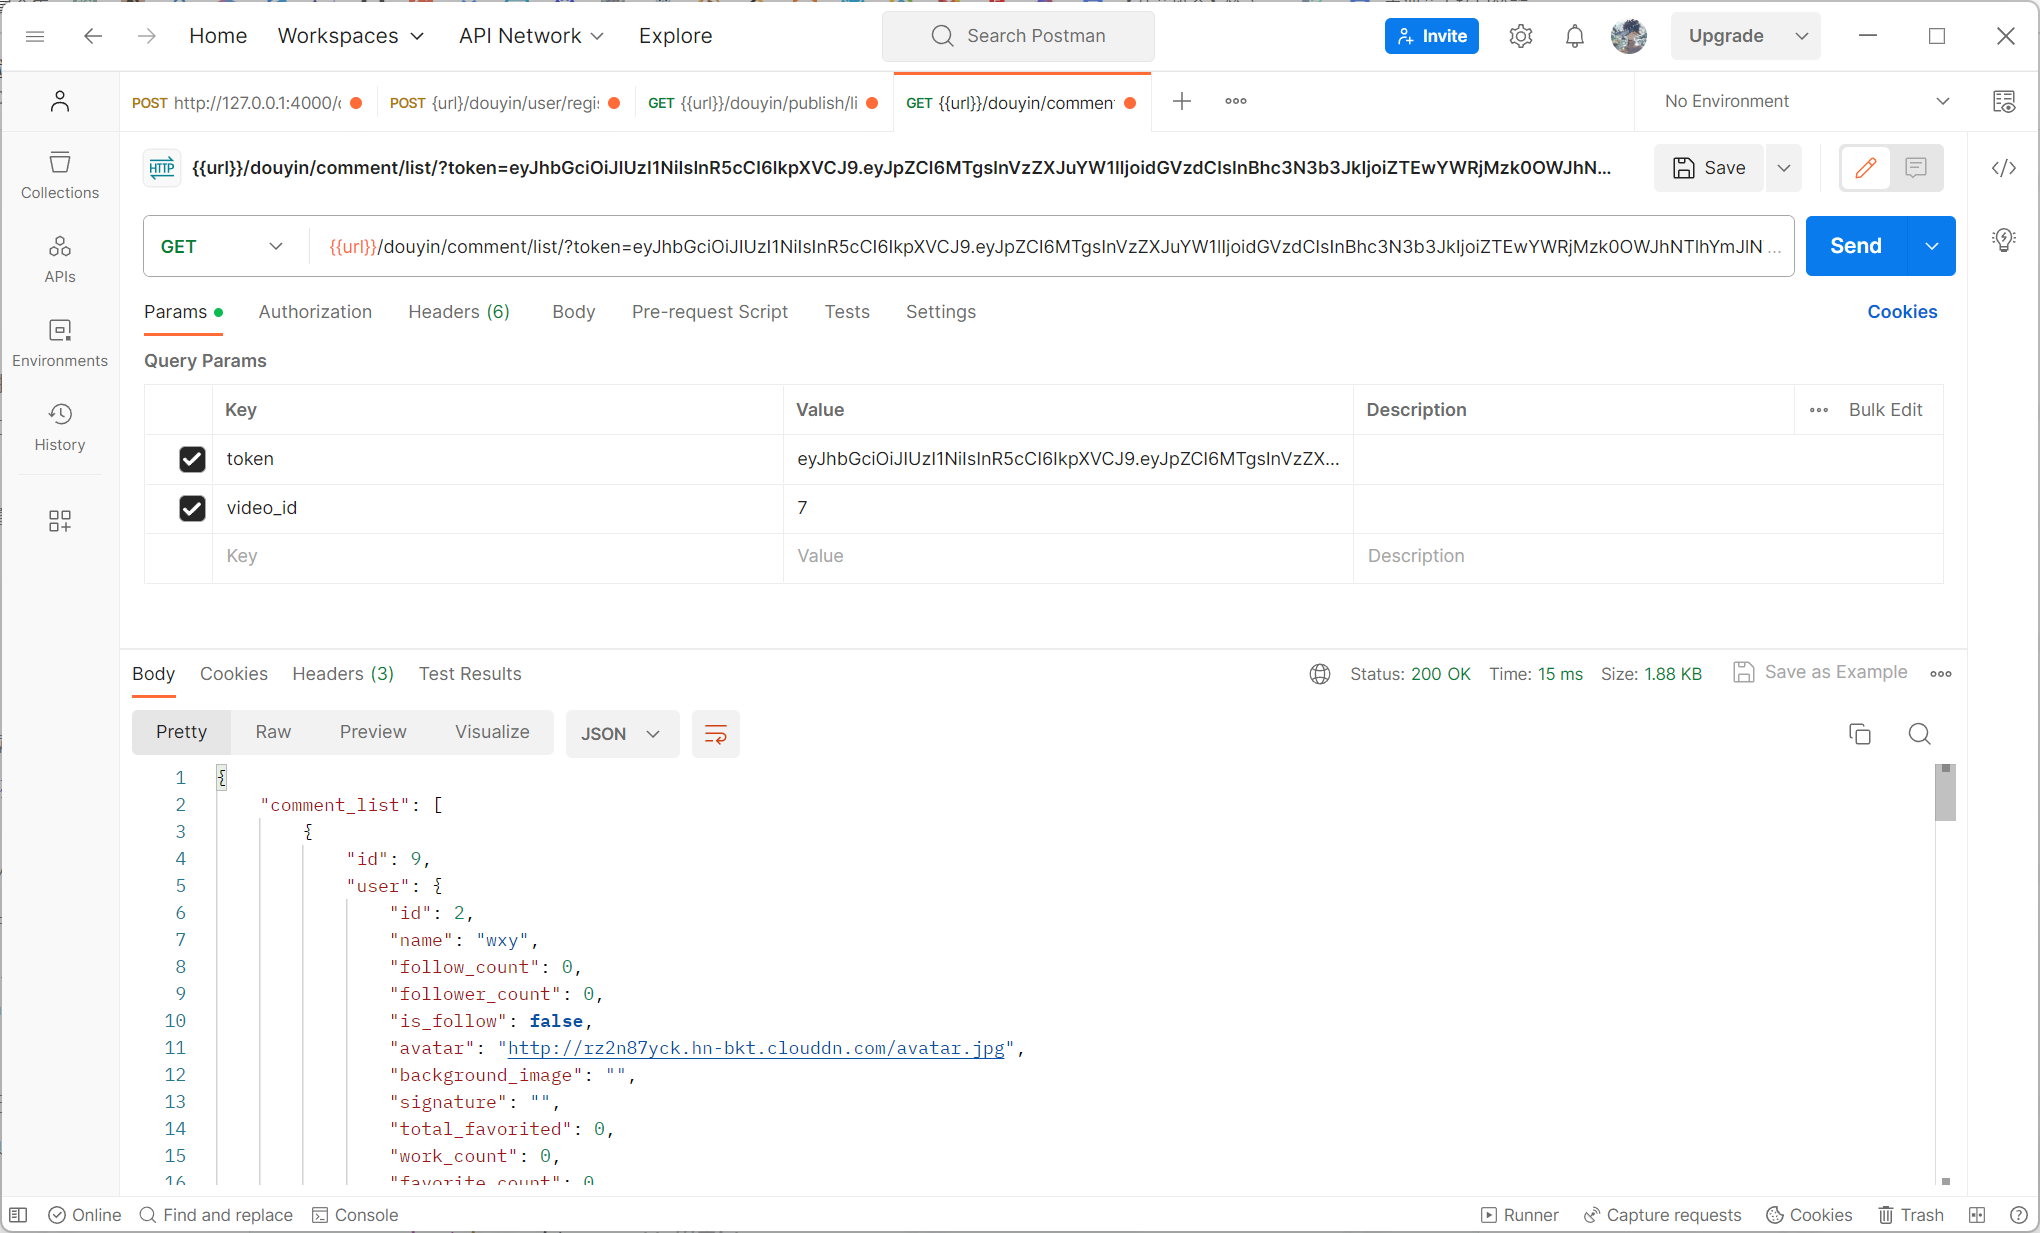 Home Workspaces API Network Explore Search Postman Invite Upgrade
POST http://127.0.0.1:4000/ POST {url}/douyin/user/regi GET {{url}}/douyin/publish/li GET {{url}}/douyin/commen No Environment
{{url}}/douyin/comment/list/?token=eyJhbGciOiJIUzI1NiIsInR5cCI6IkpXVCJ9.eyJpZCI6MTgsInVzZXJuYW1lIjoidGVzdCIsInBhc3N3b3JkIjoiZTEwYWRjMzk0OWJhN... Save
Collections
GET {{url}}/douyin/comment/list/?token=eyJhbGciOiJIUzI1NiIsInR5cCI6IkpXVCJ9.eyJpZCI6MTgsInVzZXJuYW1lIjoidGVzdCIsInBhc3N3b3JkIjoiZTEwYWRjMzk0OWJhNTlhYmJlN ... Send
APIs
Params Authorization Headers (6) Body Pre-request Script Tests Settings Cookies
Environments
Query Params
Key Value Description Bulk Edit
History
token eyJhbGciOiJIUzI1NiIsInR5cCI6IkpXVCJ9.eyJpZCI6MTgsInVzZX...
video_id 7
Key Value Description
Body Cookies Headers (3) Test Results Status: 200 OK Time: 15 ms Size: 1.88 KB Save as Example
Pretty Raw Preview Visualize JSON
1 {
2 "comment_list": [
3 {
4 "id": 9,
5 "user": {
6 "id": 2,
7 "name": "wxy",
8 "follow_count": 0,
9 "follower_count": 0,
10 "is_follow": false,
11 "avatar": "http://rz2n87yck.hn-bkt.clouddn.com/avatar.jpg",
12 "background_image": "",
13 "signature": "",
14 "total_favorited": 0,
15 "work_count": 0,
16 "favorite_count": 0
Online Find and replace Console Runner Capture requests Cookies Trash